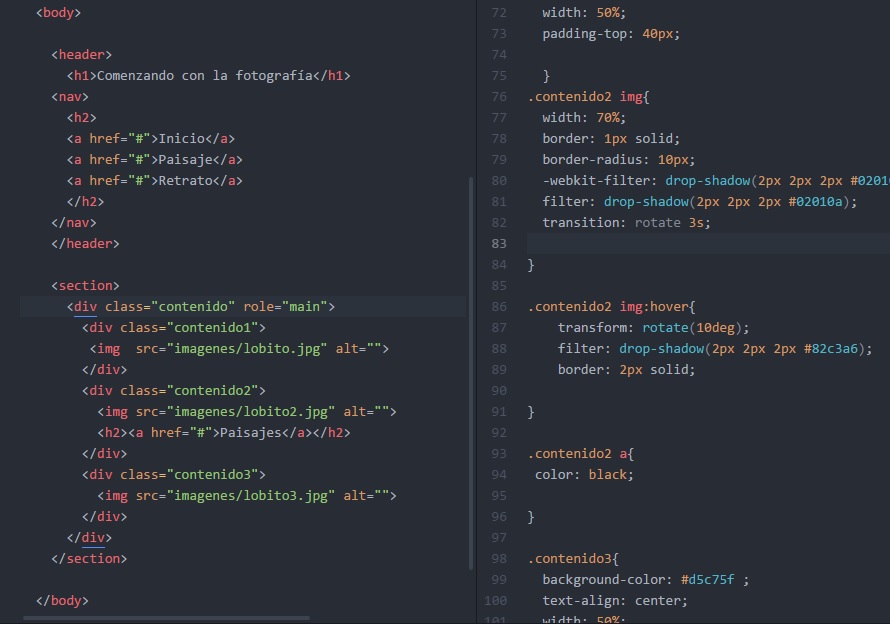 <body>
<header>
<h1>Comenzando con la fotografía</h1>
<nav>
<h2>
<a href="#">Inicio</a>
<a href="#">Paisaje</a>
<a href="#">Retrato</a>
</h2>
</nav>
</header>
<section>
<div class="contenido" role="main">
<div class="contenido1">
<img  src="imagenes/lobito.jpg" alt="">
</div>
<div class="contenido2">
<img src="imagenes/lobito2.jpg" alt="">
<h2><a href="#">Paisajes</a></h2>
</div>
<div class="contenido3">
<img src="imagenes/lobito3.jpg" alt="">
</div>
</div>
</section>
</body>
72 width: 50%;
73 padding-top: 40px;
74
75 }
76 .contenido2 img{
77 width: 70%;
78 border: 1px solid;
79 border-radius: 10px;
80 -webkit-filter: drop-shadow(2px 2px 2px #0201
81 filter: drop-shadow(2px 2px 2px #02010a);
82 transition: rotate 3s;
83
84 }
85
86 .contenido2 img:hover{
87 transform: rotate(10deg);
88 filter: drop-shadow(2px 2px 2px #82c3a6);
89 border: 2px solid;
90
91 }
92
93 .contenido2 a{
94 color: black;
95
96 }
97
98 .contenido3{
99 background-color: #d5c75f ;
100 text-align: center;
101 width: 50%;